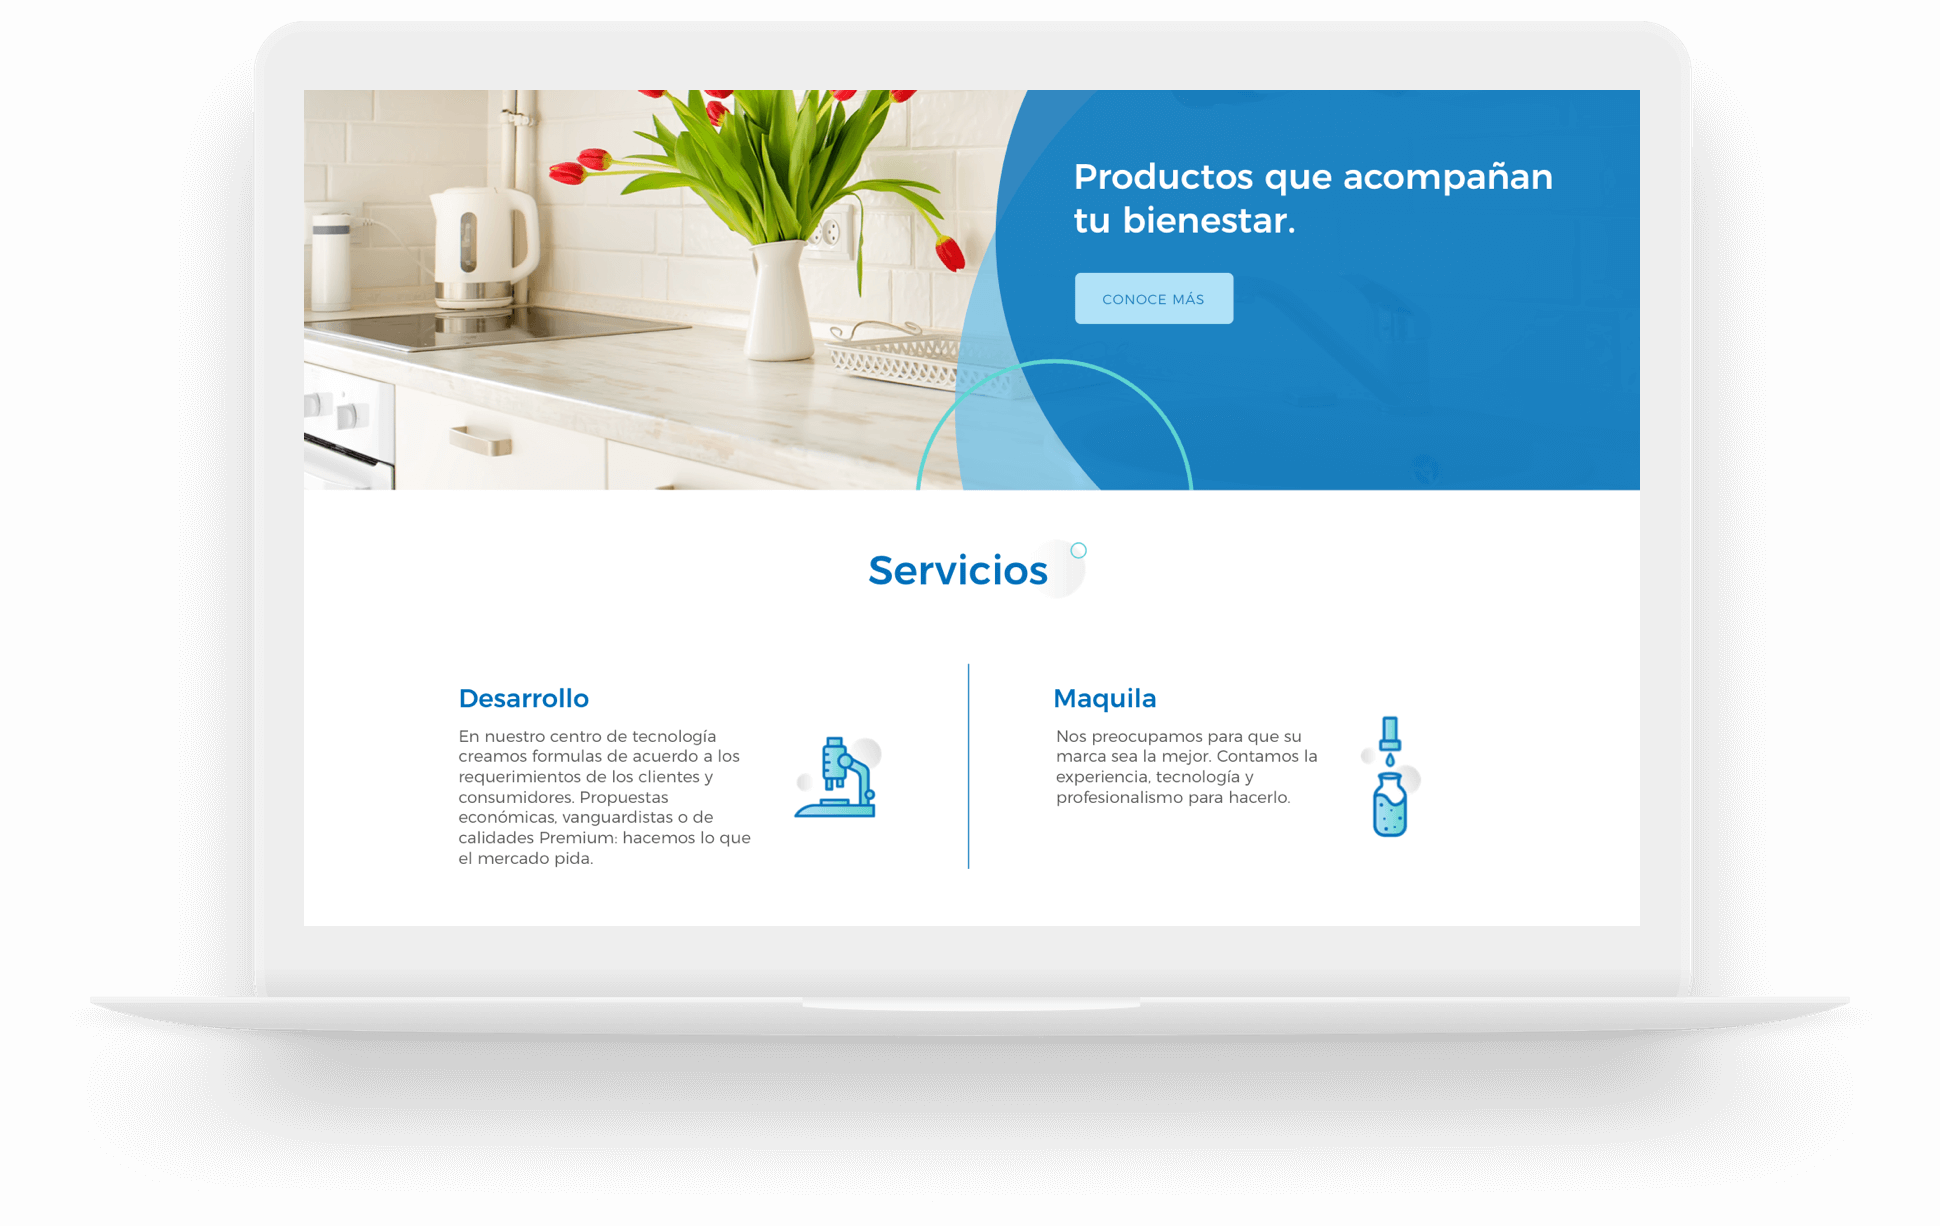 Productos que acompañan
tu bienestar.
CONOCE MÁS
Servicios
Desarrollo
En nuestro centro de tecnología
creamos formulas de acuerdo a los
requerimientos de los clientes y
consumidores. Propuestas
económicas, vanguardistas o de
calidades Premium: hacemos lo que
el mercado pida.
Maquila
Nos preocupamos para que su
marca sea la mejor. Contamos la
experiencia, tecnología y
profesionalismo para hacerlo.